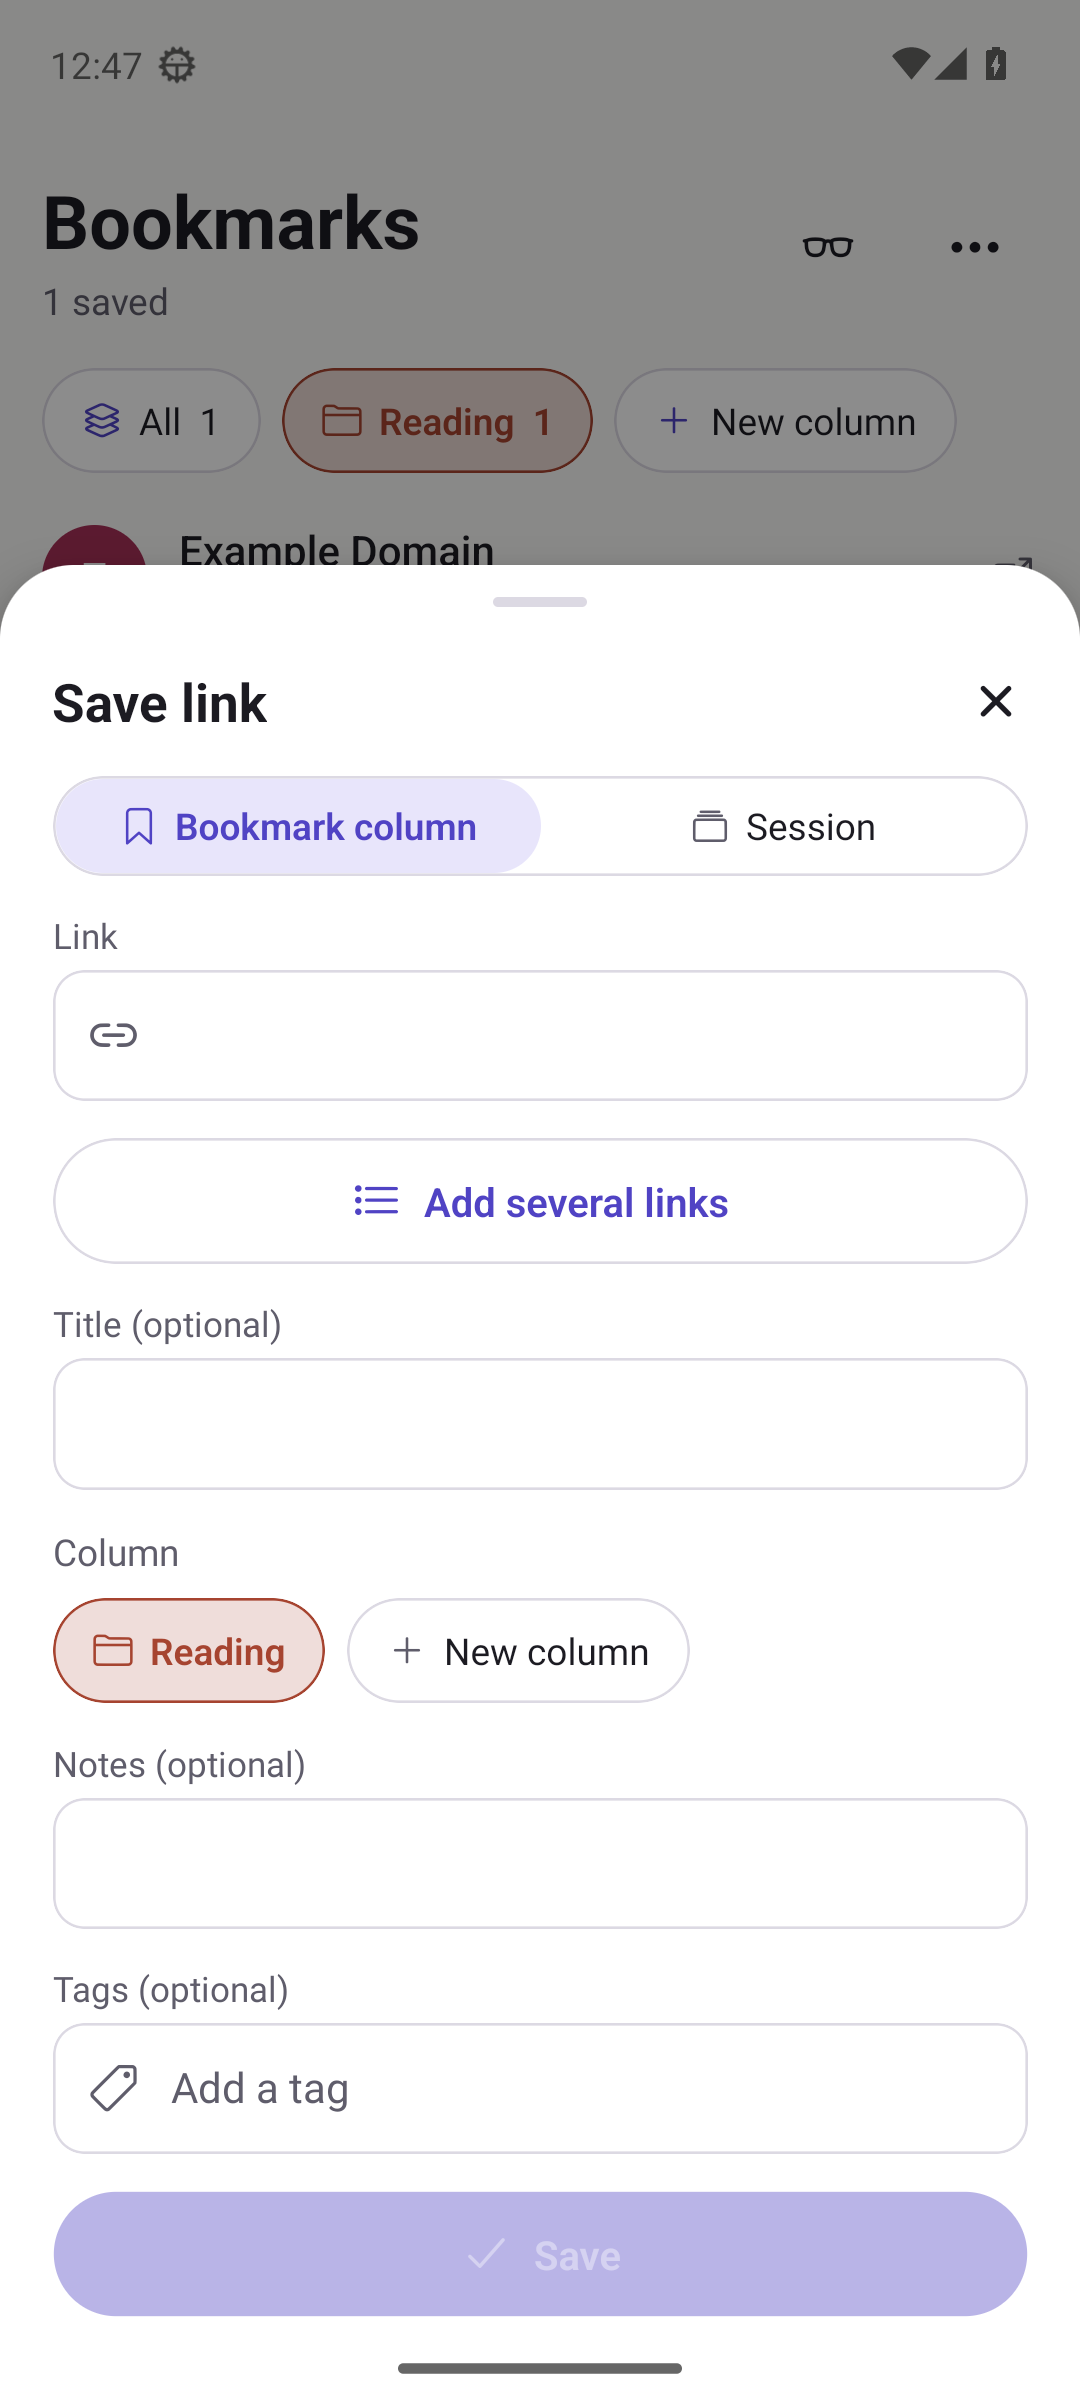 12:47
Bookmarks
1 saved
All 1
Reading 1
New column
Example Domain
Save link
Bookmark column
Session
Link
Add several links
Title (optional)
Column
Reading
New column
Notes (optional)
Tags (optional)
Add a tag
Save